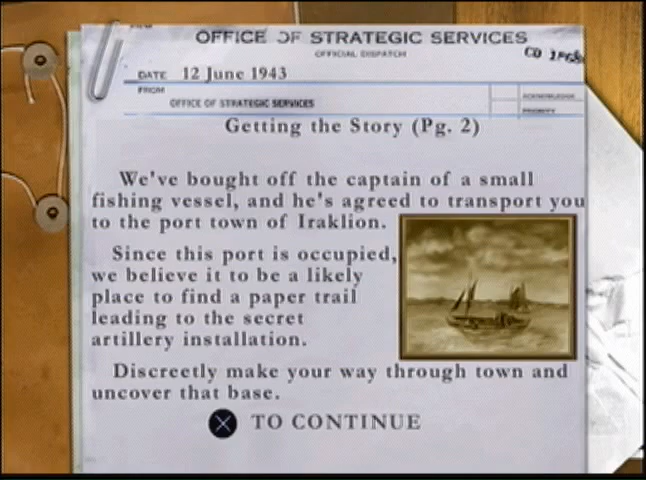 OFFICE OF STRATEGIC SERVICES
OFFICIAL DISPATCH
DATE 12 June 1943
FROM
OFFICE OF STRATEGIC SERVICES
ACKNOWLEDGE
PRIORITY
Getting the Story (Pg. 2)
We've bought off the captain of a small
fishing vessel, and he's agreed to transport you
to the port town of Iraklion.
Since this port is occupied,
we believe it to be a likely
place to find a paper trail
leading to the secret
artillery installation.
Discreetly make your way through town and
uncover that base.
TO CONTINUE